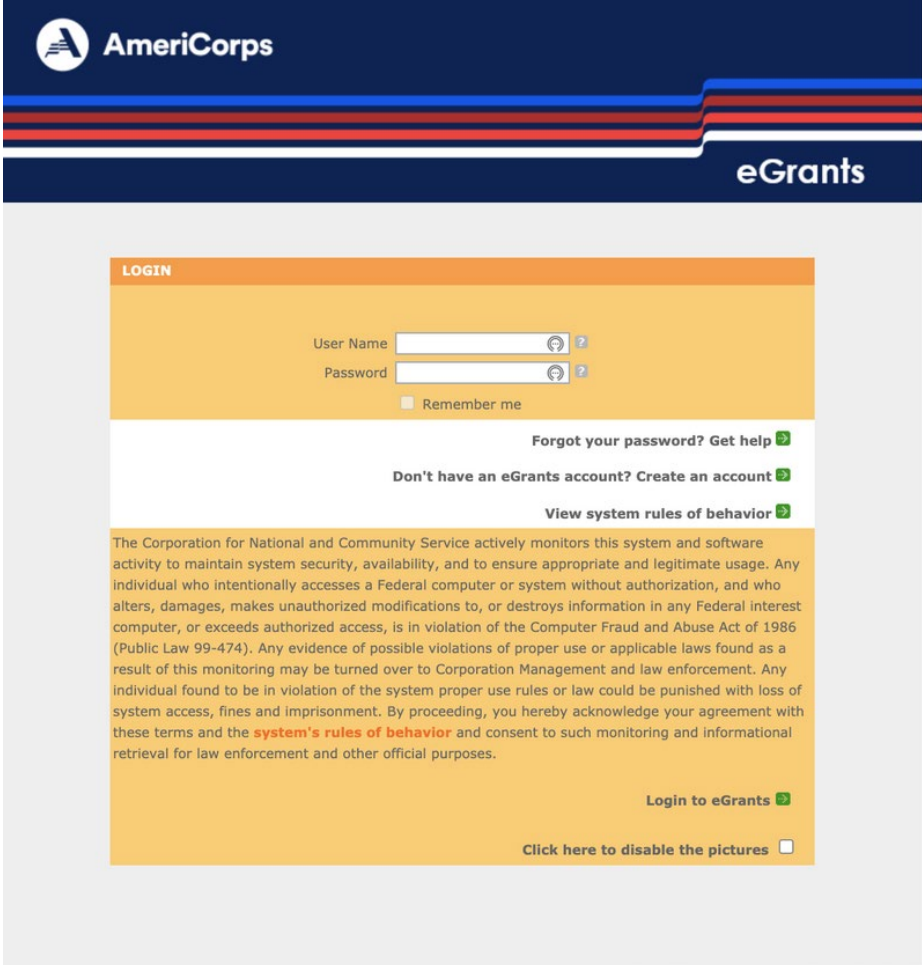 AmeriCorps
eGrants
LOGIN
User Name
?
Password
?
Remember me
Forgot your password? Get help
Don't have an eGrants account? Create an account
View system rules of behavior
The Corporation for National and Community Service actively monitors this system and software
activity to maintain system security, availability, and to ensure appropriate and legitimate usage. Any
individual who intentionally accesses a Federal computer or system without authorization, and who
alters, damages, makes unauthorized modifications to, or destroys information in any Federal interest
computer, or exceeds authorized access, is in violation of the Computer Fraud and Abuse Act of 1986
(Public Law 99-474). Any evidence of possible violations of proper use or applicable laws found as a
result of this monitoring may be turned over to Corporation Management and law enforcement. Any
individual found to be in violation of the system proper use rules or law could be punished with loss of
system access, fines and imprisonment. By proceeding, you hereby acknowledge your agreement with
these terms and the system's rules of behavior and consent to such monitoring and informational
retrieval for law enforcement and other official purposes.
Login to eGrants
Click here to disable the pictures